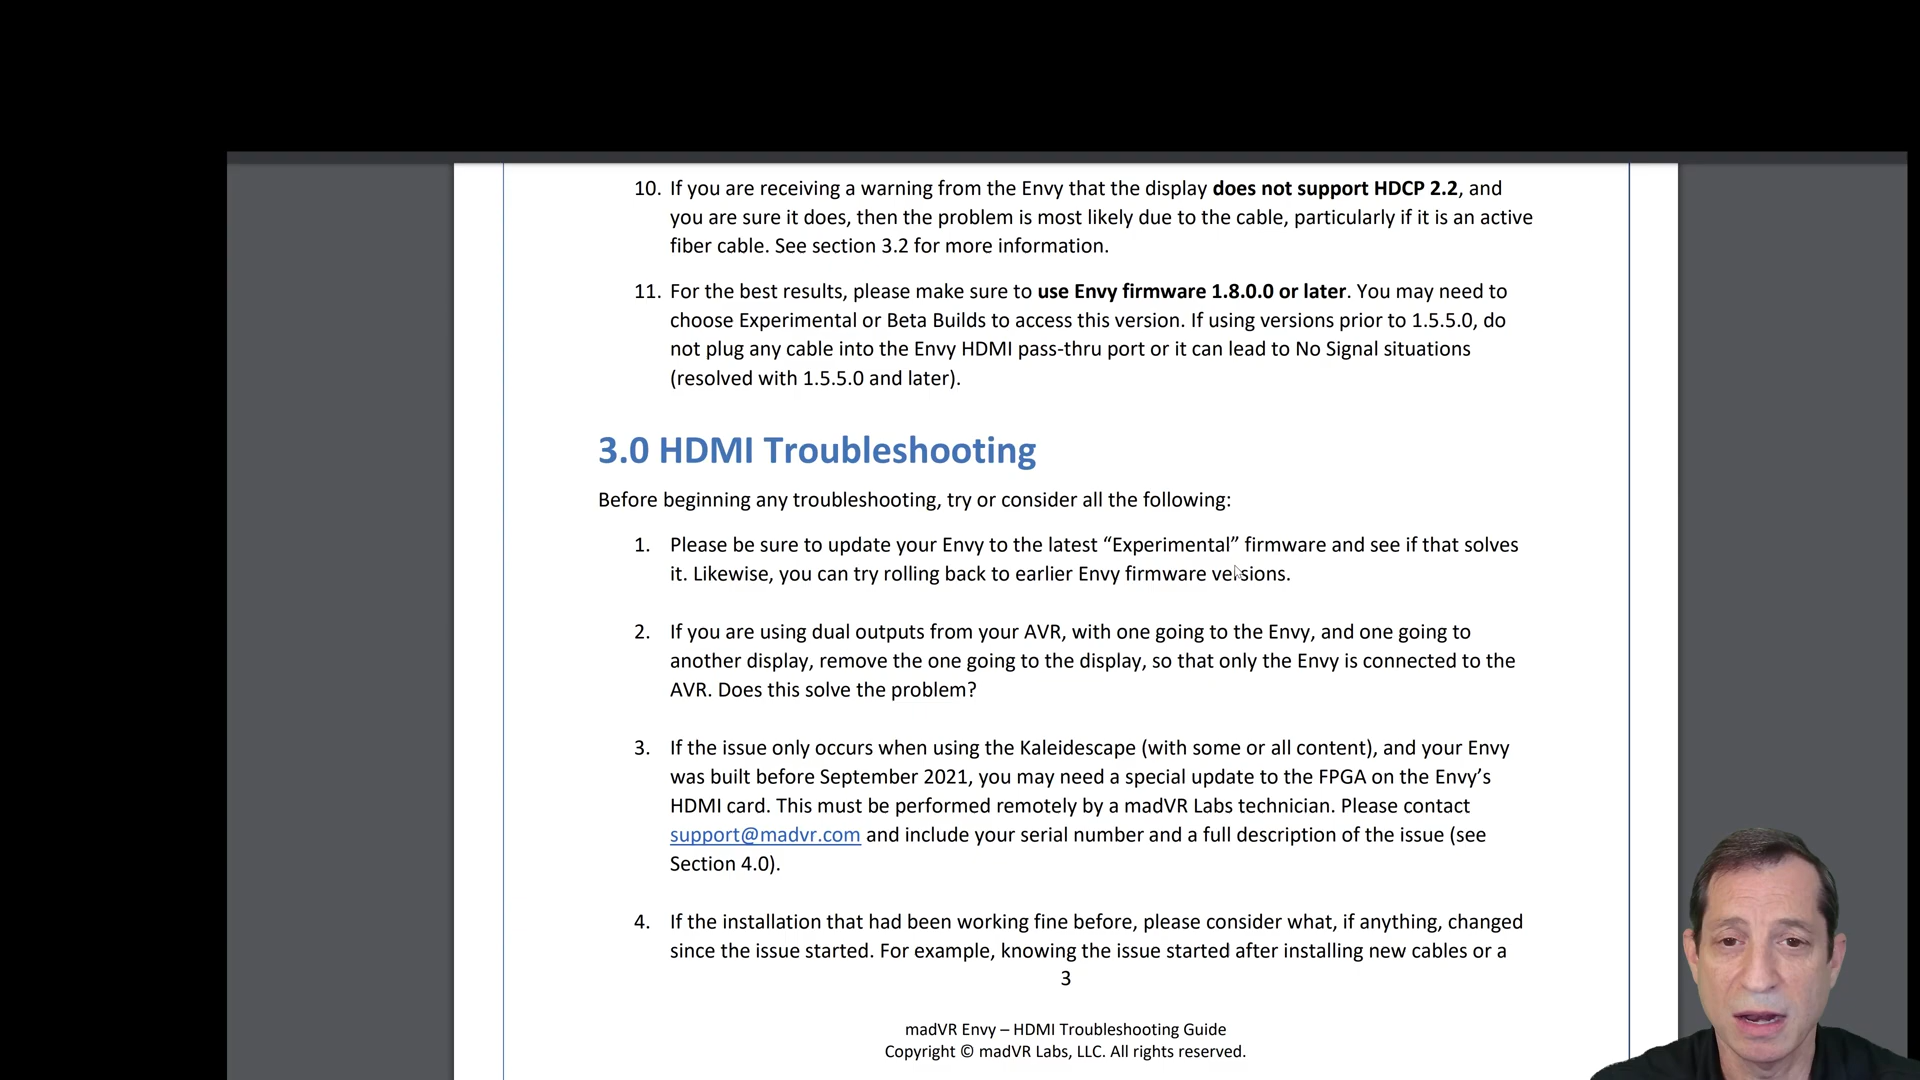 10. If you are receiving a warning from the Envy that the display does not support HDCP 2.2, and
you are sure it does, then the problem is most likely due to the cable, particularly if it is an active
fiber cable. See section 3.2 for more information.
11. For the best results, please make sure to use Envy firmware 1.8.0.0 or later. You may need to
choose Experimental or Beta Builds to access this version. If using versions prior to 1.5.5.0, do
not plug any cable into the Envy HDMI pass-thru port or it can lead to No Signal situations
(resolved with 1.5.5.0 and later).
3.0 HDMI Troubleshooting
Before beginning any troubleshooting, try or consider all the following:
1. Please be sure to update your Envy to the latest “Experimental” firmware and see if that solves
it. Likewise, you can try rolling back to earlier Envy firmware versions.
2. If you are using dual outputs from your AVR, with one going to the Envy, and one going to
another display, remove the one going to the display, so that only the Envy is connected to the
AVR. Does this solve the problem?
3. If the issue only occurs when using the Kaleidescape (with some or all content), and your Envy
was built before September 2021, you may need a special update to the FPGA on the Envy’s
HDMI card. This must be performed remotely by a madVR Labs technician. Please contact
support@madvr.com and include your serial number and a full description of the issue (see
Section 4.0).
4. If the installation that had been working fine before, please consider what, if anything, changed
since the issue started. For example, knowing the issue started after installing new cables or a
3
madVR Envy – HDMI Troubleshooting Guide
Copyright © madVR Labs, LLC. All rights reserved.